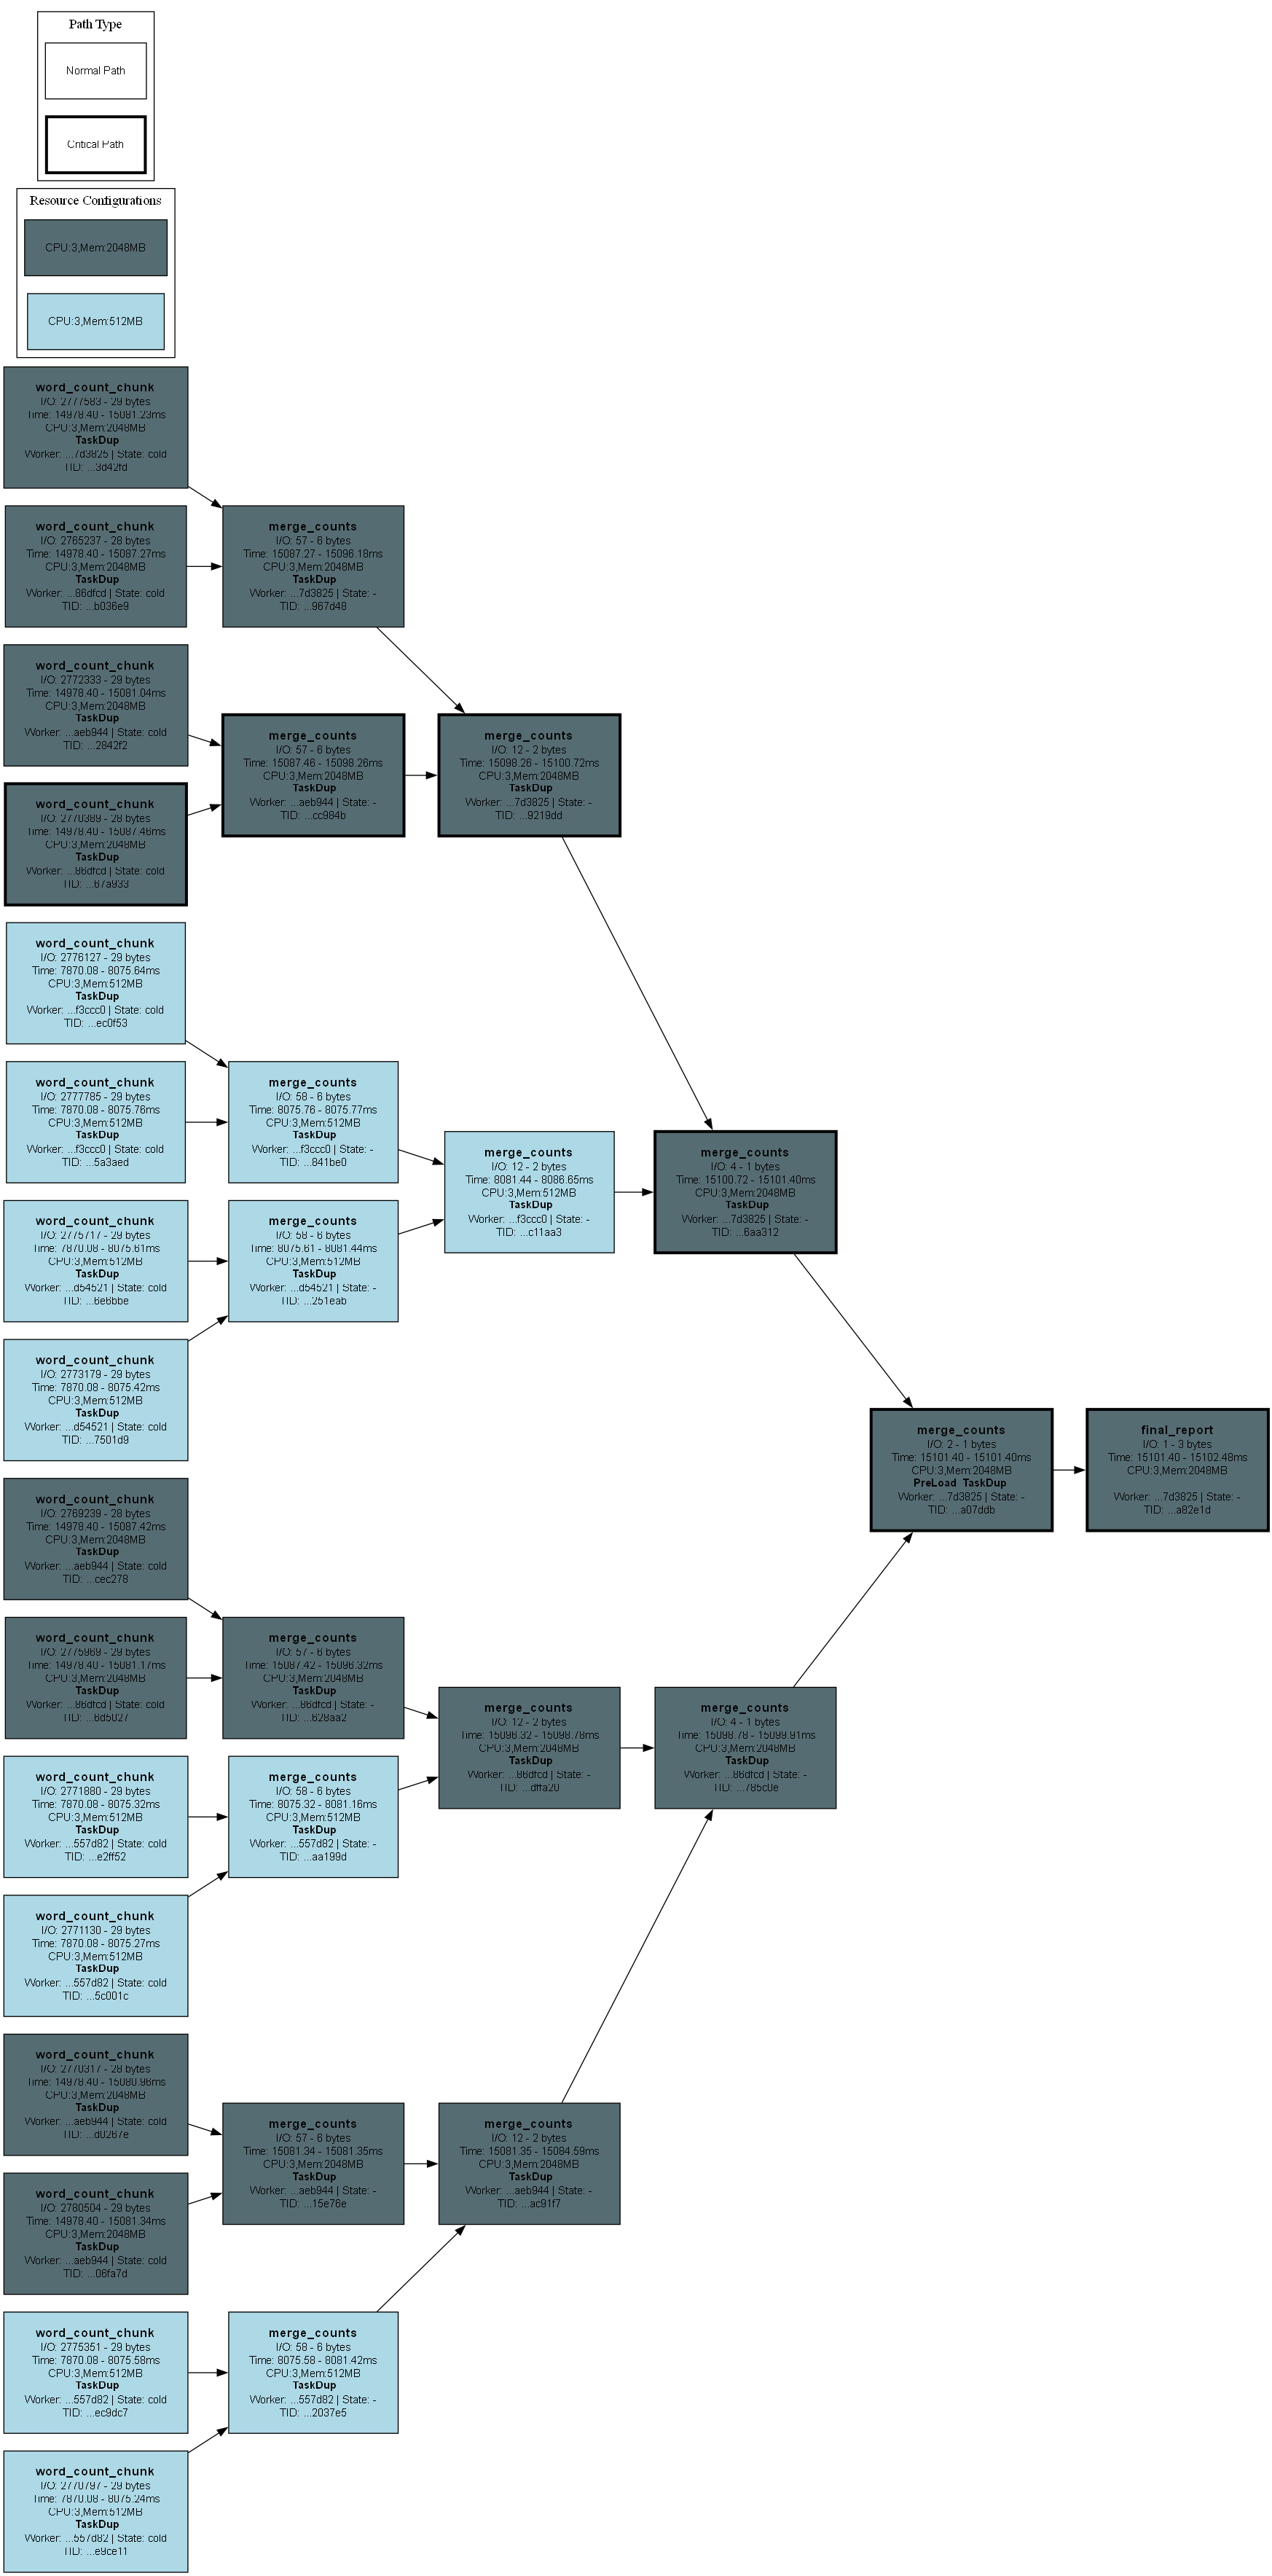 Path Type
Normal Path
Critical Path
Resource Configurations
CPU:3,Mem:2048MB
CPU:3,Mem:512MB
word_count_chunk
I/O: 2777583 - 29 bytes
Time: 14978.40 - 15081.23ms
CPU:3,Mem:2048MB
TaskDup
Worker: ...7d3825 | State: cold
TID: ...3d42fd
word_count_chunk
I/O: 2765237 - 28 bytes
Time: 14978.40 - 15087.27ms
CPU:3,Mem:2048MB
TaskDup
Worker: ...86dfcd | State: cold
TID: ...b036e9
merge_counts
I/O: 57 - 6 bytes
Time: 15087.27 - 15096.18ms
CPU:3,Mem:2048MB
TaskDup
Worker: ...7d3825 | State: -
TID: ...967d48
word_count_chunk
I/O: 2772333 - 29 bytes
Time: 14978.40 - 15081.04ms
CPU:3,Mem:2048MB
TaskDup
Worker: ...aeb944 | State: cold
TID: ...2842f2
merge_counts
I/O: 57 - 6 bytes
Time: 15087.46 - 15098.26ms
CPU:3,Mem:2048MB
TaskDup
Worker: ...aeb944 | State: -
TID: ...cc984b
merge_counts
I/O: 12 - 2 bytes
Time: 15098.26 - 15100.72ms
CPU:3,Mem:2048MB
TaskDup
Worker: ...7d3825 | State: -
TID: ...9219dd
word_count_chunk
I/O: 2770389 - 28 bytes
Time: 14978.40 - 15087.46ms
CPU:3,Mem:2048MB
TaskDup
Worker: ...86dfcd | State: cold
TID: ...67a933
word_count_chunk
I/O: 2776127 - 29 bytes
Time: 7870.08 - 8075.64ms
CPU:3,Mem:512MB
TaskDup
Worker: ...f3ccc0 | State: cold
TID: ...ec0f53
word_count_chunk
I/O: 2777785 - 29 bytes
Time: 7870.08 - 8075.76ms
CPU:3,Mem:512MB
TaskDup
Worker: ...f3ccc0 | State: cold
TID: ...5a3aed
merge_counts
I/O: 58 - 6 bytes
Time: 8075.76 - 8075.77ms
CPU:3,Mem:512MB
TaskDup
Worker: ...f3ccc0 | State: -
TID: ...841be0
merge_counts
I/O: 12 - 2 bytes
Time: 8081.44 - 8086.65ms
CPU:3,Mem:512MB
TaskDup
Worker: ...f3ccc0 | State: -
TID: ...c11aa3
merge_counts
I/O: 4 - 1 bytes
Time: 15100.72 - 15101.40ms
CPU:3,Mem:2048MB
TaskDup
Worker: ...7d3825 | State: -
TID: ...6aa312
word_count_chunk
I/O: 2775717 - 29 bytes
Time: 7870.08 - 8075.61ms
CPU:3,Mem:512MB
TaskDup
Worker: ...d54521 | State: cold
TID: ...6e6bbe
merge_counts
I/O: 58 - 6 bytes
Time: 8075.61 - 8081.44ms
CPU:3,Mem:512MB
TaskDup
Worker: ...d54521 | State: -
TID: ...251eab
word_count_chunk
I/O: 2773179 - 29 bytes
Time: 7870.08 - 8075.42ms
CPU:3,Mem:512MB
TaskDup
Worker: ...d54521 | State: cold
TID: ...7501d9
merge_counts
I/O: 2 - 1 bytes
Time: 15101.40 - 15101.40ms
CPU:3,Mem:2048MB
PreLoad TaskDup
Worker: ...7d3825 | State: -
TID: ...a07ddb
final_report
I/O: 1 - 3 bytes
Time: 15101.40 - 15102.48ms
CPU:3,Mem:2048MB
Worker: ...7d3825 | State: -
TID: ...a82e1d
word_count_chunk
I/O: 2769239 - 28 bytes
Time: 14978.40 - 15087.42ms
CPU:3,Mem:2048MB
TaskDup
Worker: ...aeb944 | State: cold
TID: ...cec278
word_count_chunk
I/O: 2775969 - 29 bytes
Time: 14978.40 - 15081.17ms
CPU:3,Mem:2048MB
TaskDup
Worker: ...86dfcd | State: cold
TID: ...6d5027
merge_counts
I/O: 57 - 6 bytes
Time: 15087.42 - 15096.32ms
CPU:3,Mem:2048MB
TaskDup
Worker: ...86dfcd | State: -
TID: ...628aa2
merge_counts
I/O: 12 - 2 bytes
Time: 15096.32 - 15098.78ms
CPU:3,Mem:2048MB
TaskDup
Worker: ...86dfcd | State: -
TID: ...dffa20
merge_counts
I/O: 4 - 1 bytes
Time: 15098.78 - 15099.91ms
CPU:3,Mem:2048MB
TaskDup
Worker: ...86dfcd | State: -
TID: ...785c0e
word_count_chunk
I/O: 2771880 - 29 bytes
Time: 7870.08 - 8075.32ms
CPU:3,Mem:512MB
TaskDup
Worker: ...557d82 | State: cold
TID: ...e2ff52
merge_counts
I/O: 58 - 6 bytes
Time: 8075.32 - 8081.16ms
CPU:3,Mem:512MB
TaskDup
Worker: ...557d82 | State: -
TID: ...aa199d
word_count_chunk
I/O: 2771130 - 29 bytes
Time: 7870.08 - 8075.27ms
CPU:3,Mem:512MB
TaskDup
Worker: ...557d82 | State: cold
TID: ...5c001c
word_count_chunk
I/O: 2770317 - 28 bytes
Time: 14978.40 - 15080.96ms
CPU:3,Mem:2048MB
TaskDup
Worker: ...aeb944 | State: cold
TID: ...d0267e
merge_counts
I/O: 57 - 6 bytes
Time: 15081.34 - 15081.35ms
CPU:3,Mem:2048MB
TaskDup
Worker: ...aeb944 | State: -
TID: ...15e76e
merge_counts
I/O: 12 - 2 bytes
Time: 15081.35 - 15084.59ms
CPU:3,Mem:2048MB
TaskDup
Worker: ...aeb944 | State: -
TID: ...ac91f7
word_count_chunk
I/O: 2780504 - 29 bytes
Time: 14978.40 - 15081.34ms
CPU:3,Mem:2048MB
TaskDup
Worker: ...aeb944 | State: cold
TID: ...06fa7d
word_count_chunk
I/O: 2775351 - 29 bytes
Time: 7870.08 - 8075.58ms
CPU:3,Mem:512MB
TaskDup
Worker: ...557d82 | State: cold
TID: ...ec9dc7
merge_counts
I/O: 58 - 6 bytes
Time: 8075.58 - 8081.42ms
CPU:3,Mem:512MB
TaskDup
Worker: ...557d82 | State: -
TID: ...2037e5
word_count_chunk
I/O: 2770797 - 29 bytes
Time: 7870.08 - 8075.24ms
CPU:3,Mem:512MB
TaskDup
Worker: ...557d82 | State: cold
TID: ...e9ce11